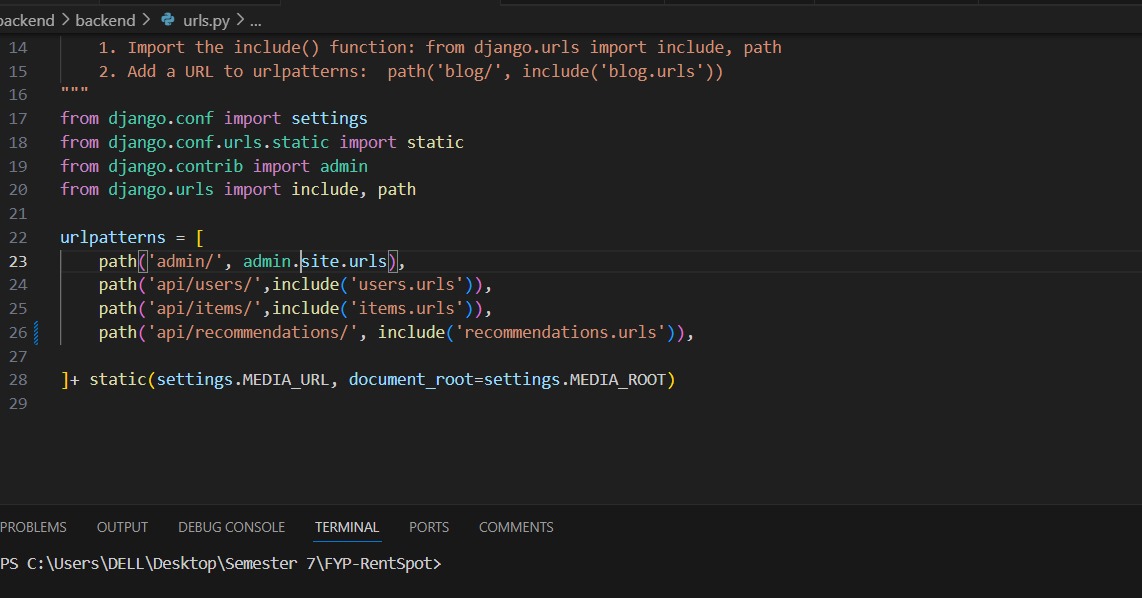 backend > backend > urls.py > ...
14 1. Import the include() function: from django.urls import include, path
15 2. Add a URL to urlpatterns:  path('blog/', include('blog.urls'))
16 """
17 from django.conf import settings
18 from django.conf.urls.static import static
19 from django.contrib import admin
20 from django.urls import include, path
21
22 urlpatterns = [
23 path('admin/', admin.site.urls),
24 path('api/users/',include('users.urls')),
25 path('api/items/',include('items.urls')),
26 path('api/recommendations/', include('recommendations.urls')),
27
28 ]+ static(settings.MEDIA_URL, document_root=settings.MEDIA_ROOT)
29
PROBLEMS OUTPUT DEBUG CONSOLE TERMINAL PORTS COMMENTS
PS C:\Users\DELL\Desktop\Semester 7\FYP-RentSpot>